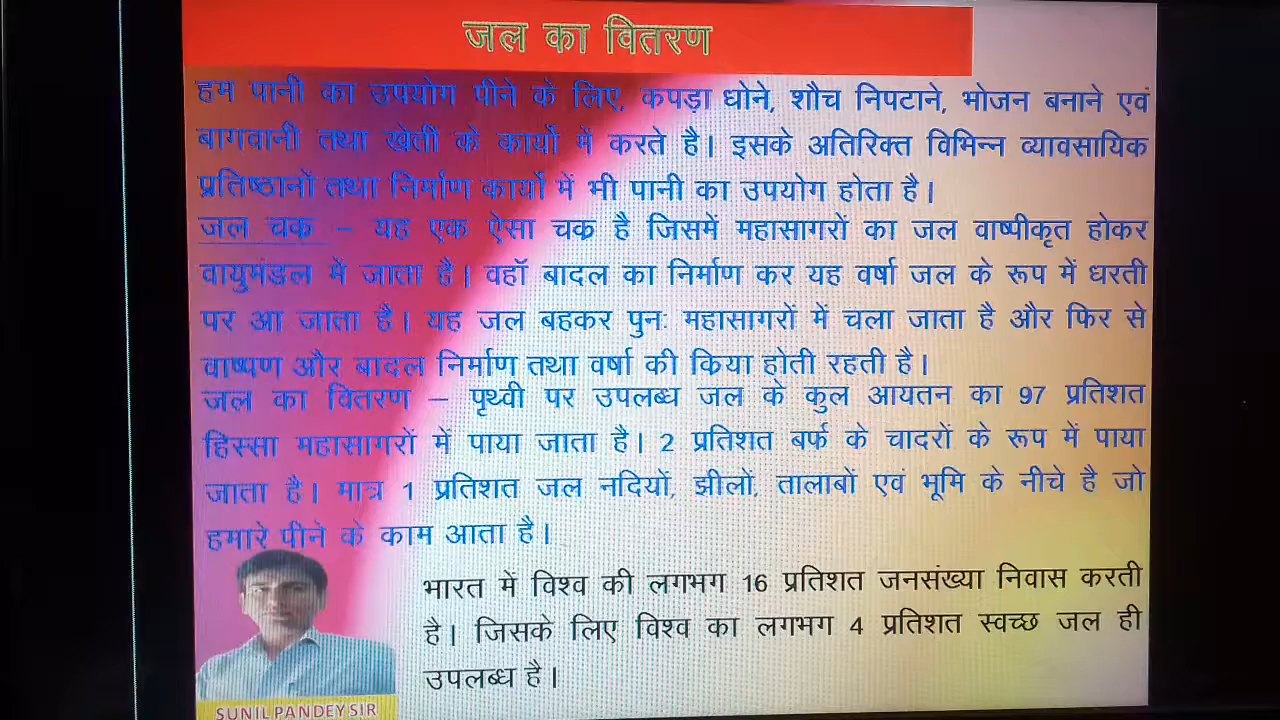 जल का वितरण
हम पानी का उपयोग पीने के लिए, कपड़ा धोने, शौच निपटाने, भोजन बनाने एवं
बागवानी तथा खेती के कार्यो में करते है। इसके अतिरिक्त विभिन्न व्यावसायिक
प्रतिष्ठानों तथा निर्माण कार्यो में भी पानी का उपयोग होता है।
जल चक – यह एक ऐसा चक है जिसमें महासागरों का जल वाष्पीकृत होकर
वायुमंडल में जाता है। वहॉ बादल का निर्माण कर यह वर्षा जल के रूप में धरती
पर आ जाता है। यह जल बहकर पुनः महासागरों में चला जाता है और फिर से
वाष्पण और बादल निर्माण तथा वर्षा की किया होती रहती है।
जल का वितरण – पृथ्वी पर उपलब्ध जल के कुल आयतन का 97 प्रतिशत
हिस्सा महासागरों में पाया जाता है। 2 प्रतिशत बर्फ के चादरों के रूप में पाया
जाता है। मात्र 1 प्रतिशत जल नदियों, झीलों, तालाबों एवं भूमि के नीचे है जो
हमारे पीने के काम आता है।
भारत में विश्व की लगभग 16 प्रतिशत जनसंख्या निवास करती
है। जिसके लिए विश्व का लगभग 4 प्रतिशत स्वच्छ जल ही
उपलब्ध है।
SUNIL PANDEY SIR